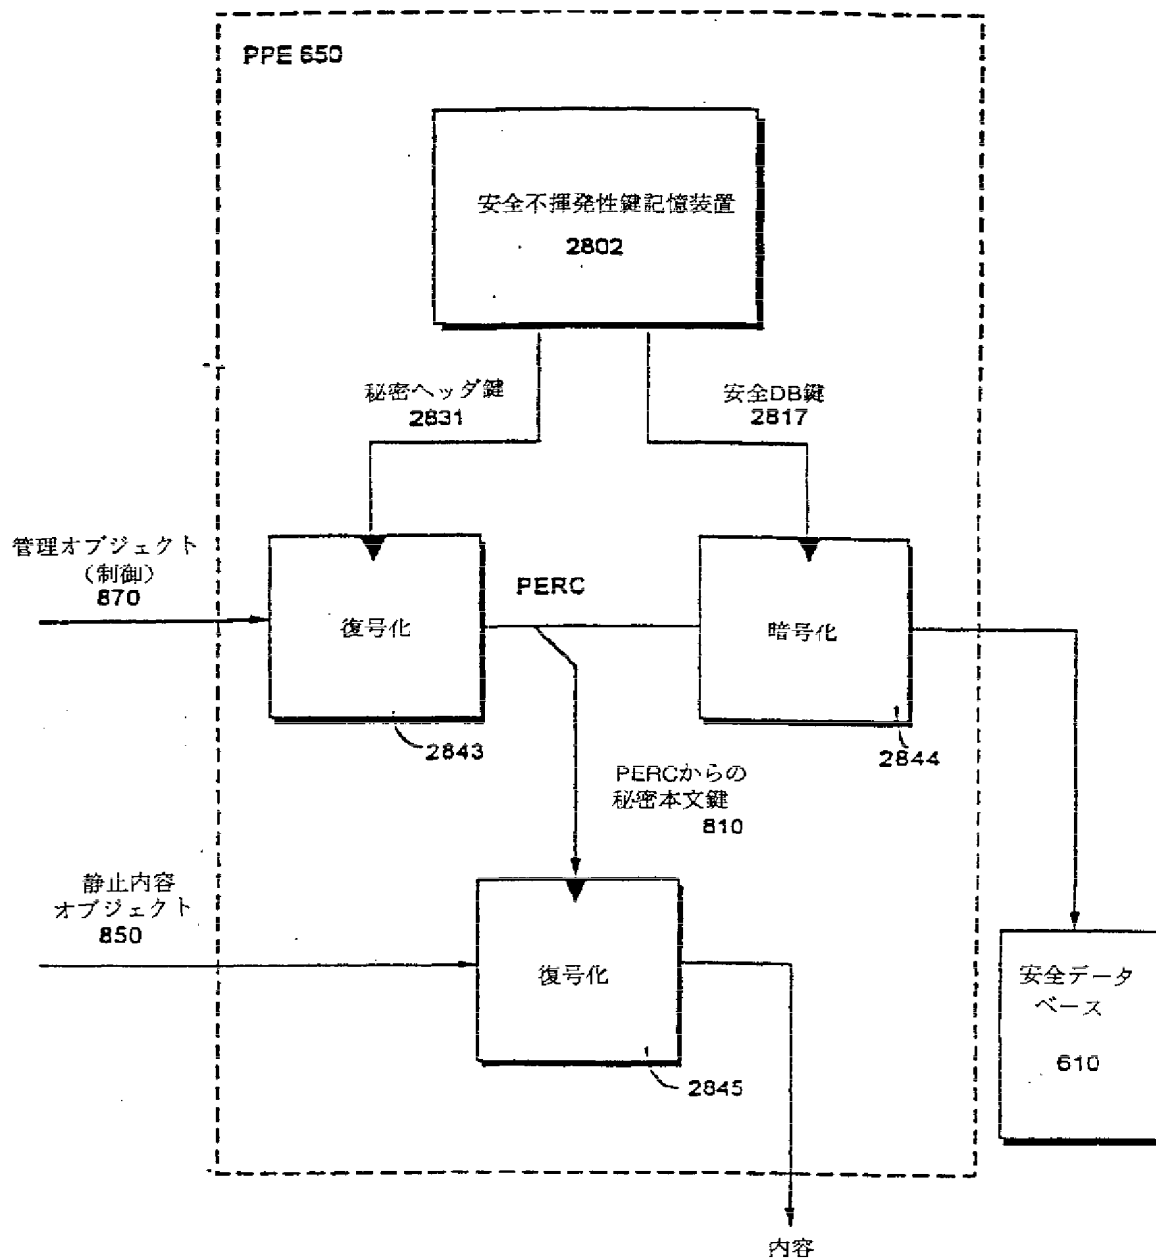 PPE 650
安全不揮発性鍵記憶装置
2802
秘密ヘッダ鍵
2831
安全DB鍵
2817
管理オブジェクト
(制御)
870
復号化
PERC
暗号化
2843
2844
PERCからの
秘密本文鍵
810
静止内容
オブジェクト
850
復号化
2845
安全データ
ベース
610
内容